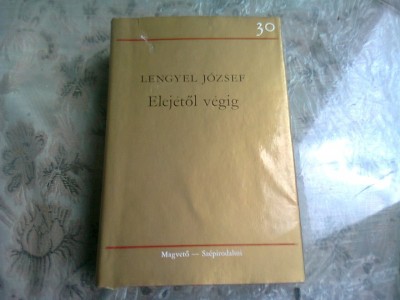 30
LENGYEL JÓZSEF
Elejétől végig
Magvető — Szépirodalmi